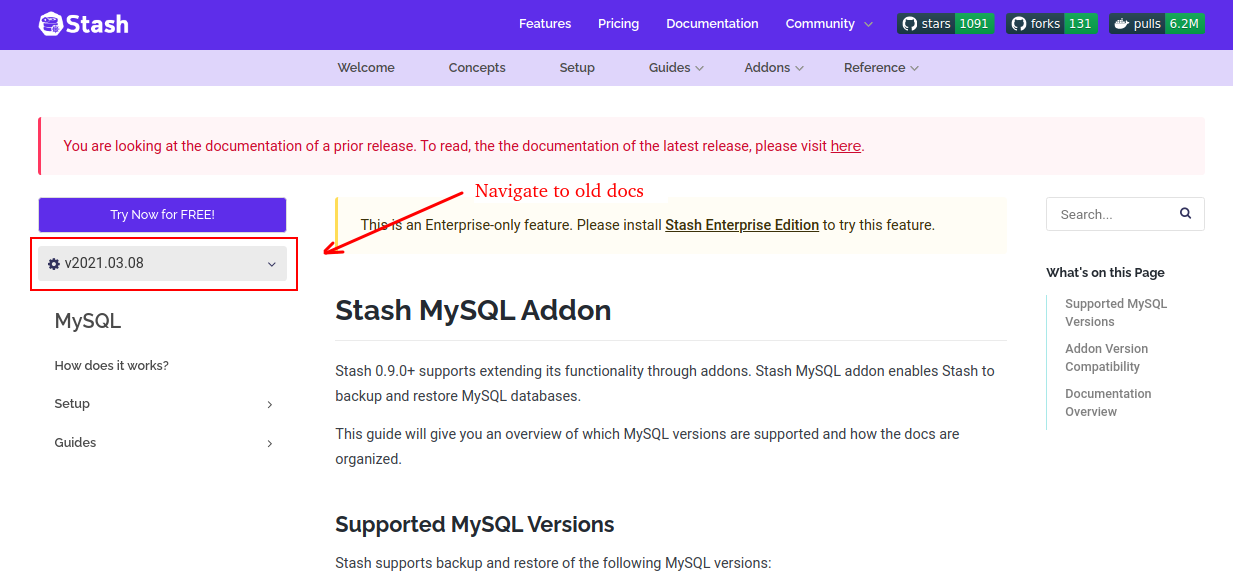 Stash
Features Pricing Documentation Community stars 1091 forks 131 pulls 6.2M
Welcome Concepts Setup Guides Addons Reference
You are looking at the documentation of a prior release. To read, the the documentation of the latest release, please visit here.
Navigate to old docs
Try Now for FREE!
v2021.03.08
MySQL
How does it works?
Setup
Guides
This is an Enterprise-only feature. Please install Stash Enterprise Edition to try this feature.
Stash MySQL Addon
Stash 0.9.0+ supports extending its functionality through addons. Stash MySQL addon enables Stash to
backup and restore MySQL databases.
This guide will give you an overview of which MySQL versions are supported and how the docs are
organized.
Supported MySQL Versions
Stash supports backup and restore of the following MySQL versions:
Search...
What's on this Page
Supported MySQL
Versions
Addon Version
Compatibility
Documentation
Overview